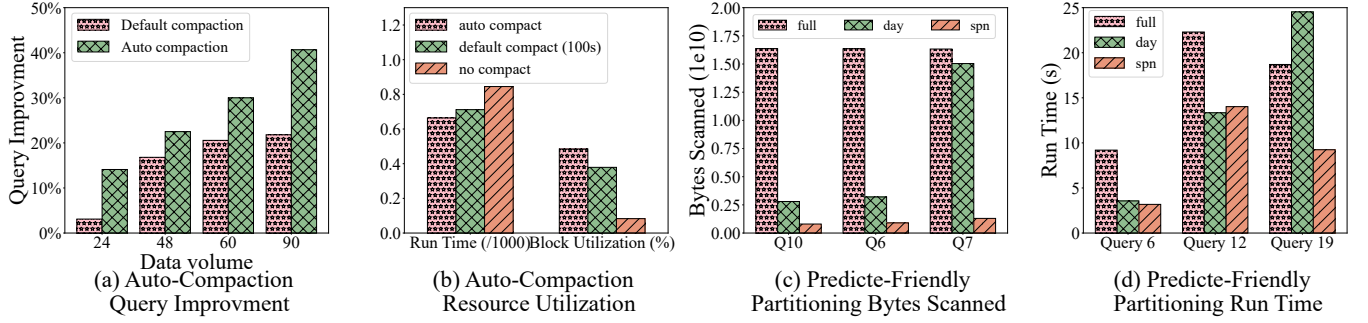 Query Improvment
50%
40%
30%
20%
10%
0%
Default compaction
Auto compaction
24
48
60
90
Data volume
(a) Auto-Compaction
Query Improvment
0.8
0.6
0.4
0.2
0.0
auto compact
default compact (100s)
no compact
Run Time (/1000)
Block Utilization (%)
(b) Auto-Compaction
Resource Utilization
Bytes Scanned (1e10)
2.00
1.75
1.50
1.25
1.00
0.75
0.50
0.25
0.00
full
day
spn
Q10
Q6
Q7
(c) Predicte-Friendly
Partitioning Bytes Scanned
Run Time (s)
25
20
15
10
5
0
full
day
spn
Query 6
Query 12
Query 19
(d) Predicte-Friendly
Partitioning Run Time